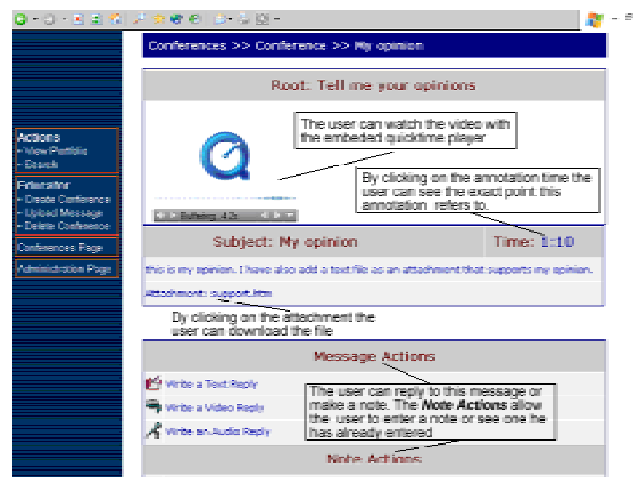 Conferences >> Conference >> My opinion
Root: Tell me your opinions
The user can watch the video with
the embeded quicktime player
Actions
- View Portfolio
- Search
By clicking on the annotation time the
user can see the exact point this
annotation refers to.
- Create Conference
- Upload Message
- Delete Conference
Buffering: 4.2s
Conferences Page
Subject: My opinion
Time: 1:10
Administration Page
this is my opinion. I have also add a text file as an attachment that supports my opinion.
Attachment: support.htm
By clicking on the attachment the
user can download the file
Message Actions
Write a Text Reply
Write a Video Reply
Write an Audio Reply
The user can reply to this message or
make a note. The Note Actions allow
the user to enter a note or see one he
has already entered
Note Actions